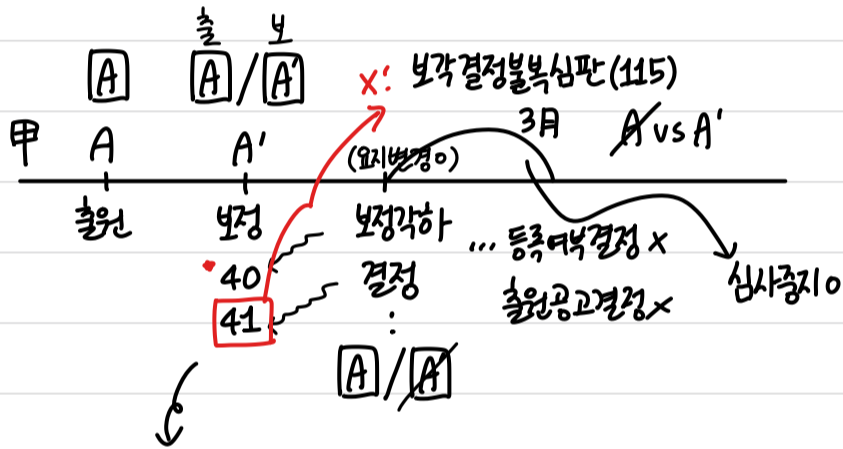 출 보
A A / A' x! 보각결정불복심판(115)
3月 A vs A'
甲 A A' (요지변경o)
출원 보정 보정각하 ... 등록여부결정 x
40 결정 출원공고결정x 심사중지 o
41 :
A / A